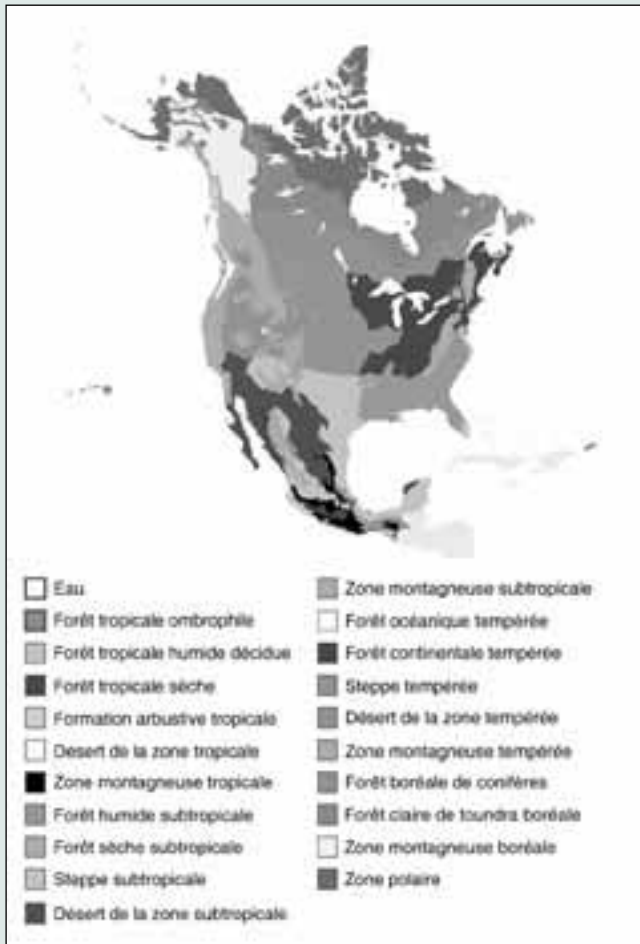 Eau
Forêt tropicale ombrophile
Forêt tropicale humide décidue
Forêt tropicale sèche
Formation arbustive tropicale
Désert de la zone tropicale
Zone montagneuse tropicale
Forêt humide subtropicale
Forêt sèche subtropicale
Steppe subtropicale
Désert de la zone subtropicale
Zone montagneuse subtropicale
Forêt océanique tempérée
Forêt continentale tempérée
Steppe tempérée
Désert de la zone tempérée
Zone montagneuse tempérée
Forêt boréale de conifères
Forêt claire de toundra boréale
Zone montagneuse boréale
Zone polaire